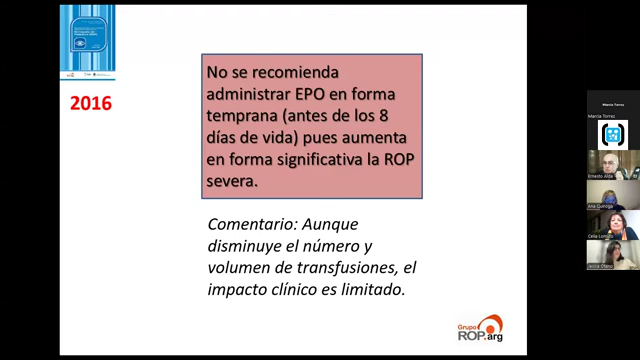 2016
No se recomienda
administrar EPO en forma
temprana (antes de los 8
días de vida) pues aumenta
en forma significativa la ROP
severa.
Comentario: Aunque
disminuye el número y
volumen de transfusiones, el
impacto clínico es limitado.
Grupo
ROP.arg
Marcia Torres
Marcia Torres
Ernesto Alda
Ana Quiroga